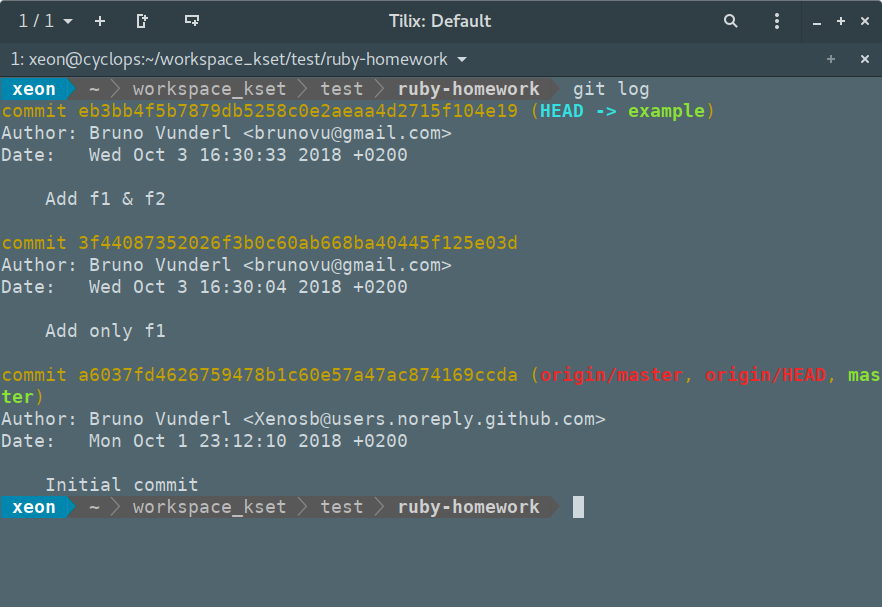 1 / 1 Tilix: Default
1: xeon@cyclops:~/workspace_kset/test/ruby-homework
xeon ~ workspace_kset test ruby-homework git log
commit eb3bb4f5b7879db5258c0e2aeaa4d2715f104e19 (HEAD -> example)
Author: Bruno Vunderl <brunovu@gmail.com>
Date:   Wed Oct 3 16:30:33 2018 +0200
    Add f1 & f2
commit 3f44087352026f3b0c60ab668ba40445f125e03d
Author: Bruno Vunderl <brunovu@gmail.com>
Date:   Wed Oct 3 16:30:04 2018 +0200
    Add only f1
commit a6037fd4626759478b1c60e57a47ac874169ccda (origin/master, origin/HEAD, mas
ter)
Author: Bruno Vunderl <Xenosb@users.noreply.github.com>
Date:   Mon Oct 1 23:12:10 2018 +0200
    Initial commit
xeon ~ workspace_kset test ruby-homework